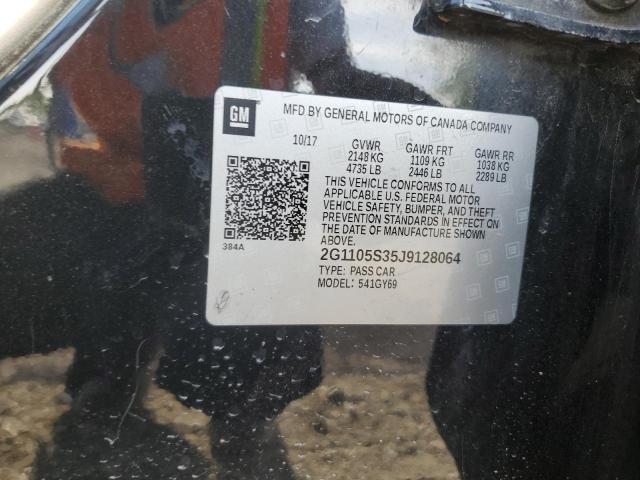 GM
MFD BY GENERAL MOTORS OF CANADA COMPANY
10/17 GVWR GAWR FRT GAWR RR
2148 KG 1109 KG 1038 KG
4735 LB 2446 LB 2289 LB
THIS VEHICLE CONFORMS TO ALL
APPLICABLE U.S. FEDERAL MOTOR
VEHICLE SAFETY, BUMPER, AND THEFT
PREVENTION STANDARDS IN EFFECT ON
THE DATE OF MANUFACTURE SHOWN
ABOVE.
384A
2G1105S35J9128064
TYPE: PASS CAR
MODEL: 541GY69